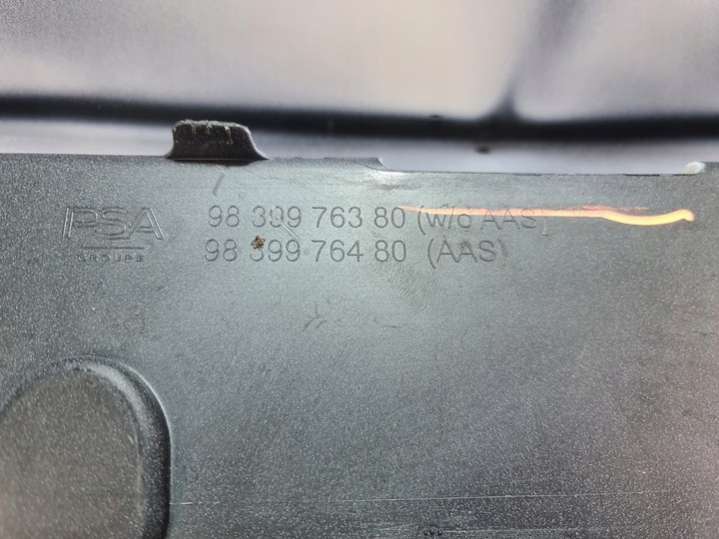 PSA
GROUPE
98 399 763 80 (w/o AAS)
98 399 764 80 (AAS)